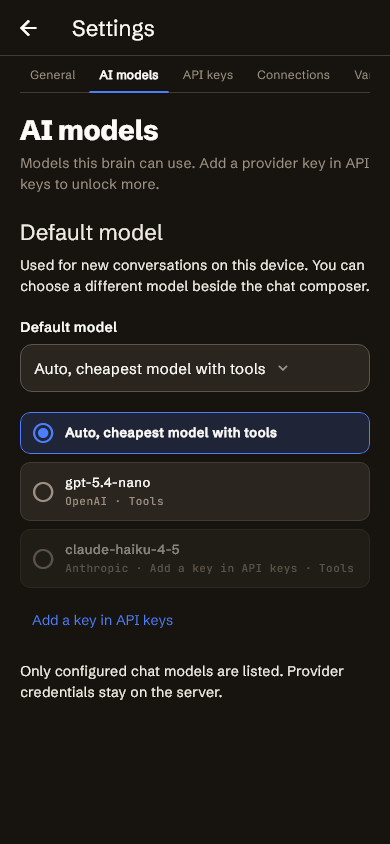 Settings
General AI models API keys Connections Va
AI models
Models this brain can use. Add a provider key in API
keys to unlock more.
Default model
Used for new conversations on this device. You can
choose a different model beside the chat composer.
Default model
Auto, cheapest model with tools
Auto, cheapest model with tools
gpt-5.4-nano
OpenAI · Tools
claude-haiku-4-5
Anthropic · Add a key in API keys · Tools
Add a key in API keys
Only configured chat models are listed. Provider
credentials stay on the server.